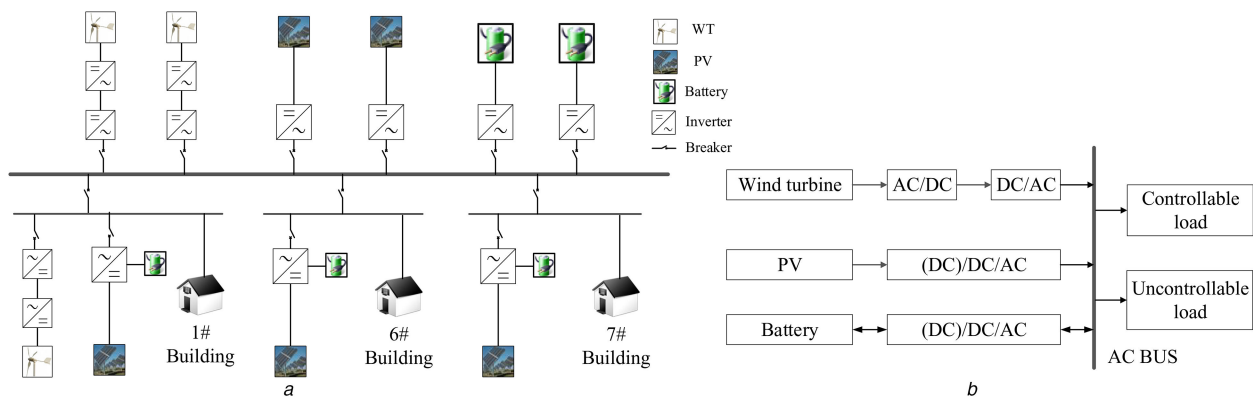 WT
PV
Battery
Inverter
Breaker
1#
Building
6#
Building
7#
Building
a
Wind turbine
AC/DC
DC/AC
Controllable
load
PV
(DC)/DC/AC
Uncontrollable
load
Battery
(DC)/DC/AC
AC BUS
b